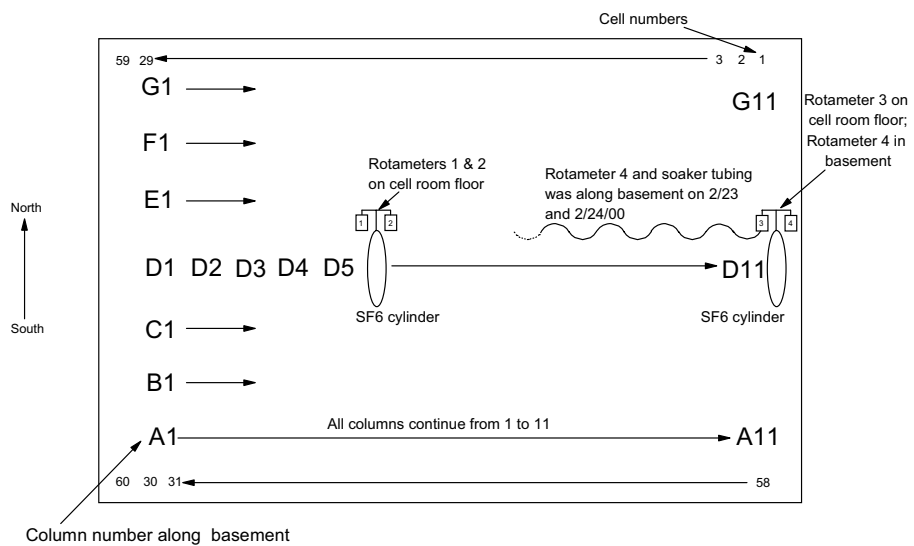 Cell numbers
59 29 3 2 1
G1
G11
Rotameter 3 on
cell room floor;
Rotameter 4 in
basement
F1
Rotameters 1 & 2
on cell room floor
Rotameter 4 and soaker tubing
was along basement on 2/23
and 2/24/00
E1
1 2
3 4
North
South
D1 D2 D3 D4 D5
D11
SF6 cylinder
SF6 cylinder
C1
B1
A1
All columns continue from 1 to 11
A11
60 30 31
58
Column number along basement